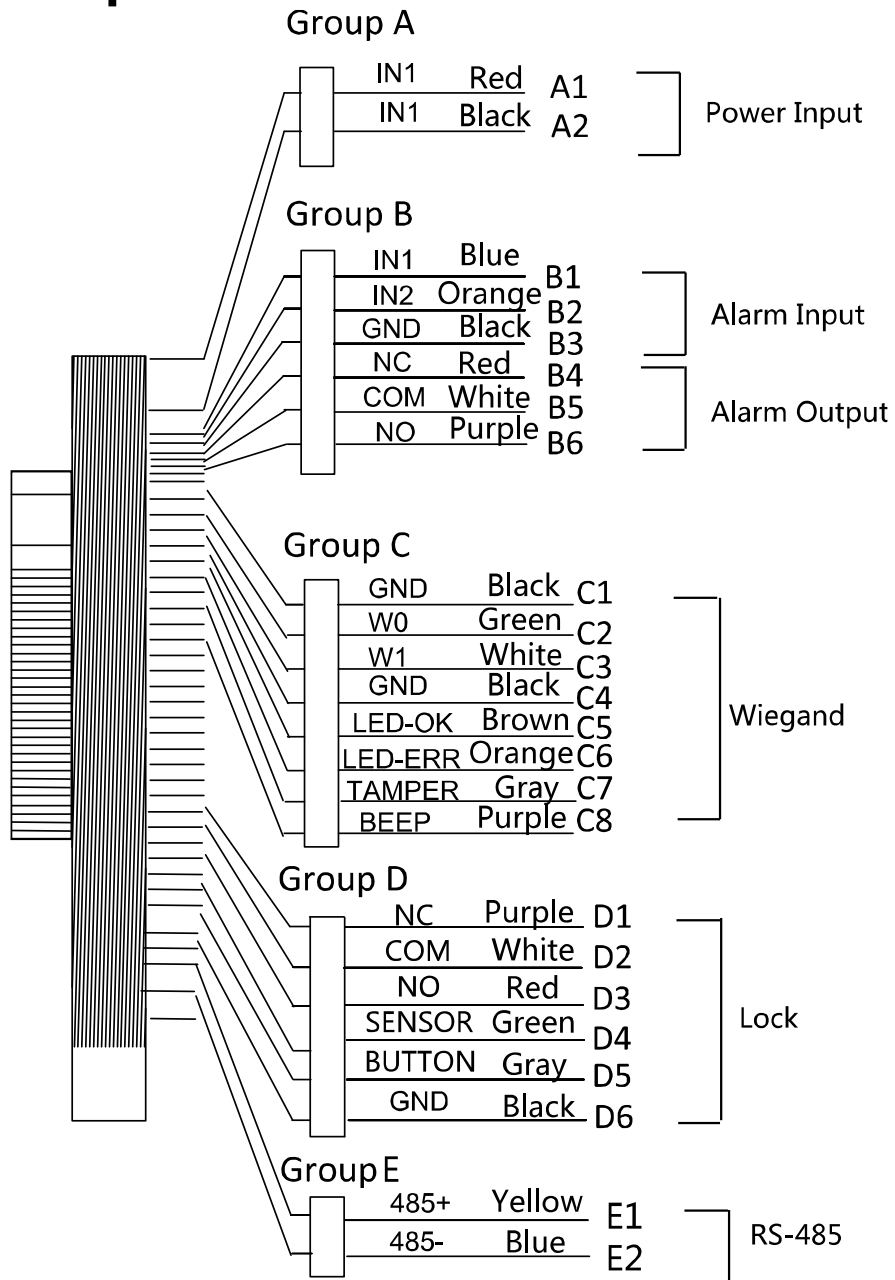 Group A
IN1 Red A1
IN1 Black A2
Power Input
Group B
IN1 Blue B1
IN2 Orange B2
GND Black B3
Alarm Input
NC Red B4
COM White B5
NO Purple B6
Alarm Output
Group C
GND Black C1
W0 Green C2
W1 White C3
GND Black C4
LED-OK Brown C5
LED-ERR Orange C6
TAMPER Gray C7
BEEP Purple C8
Wiegand
Group D
NC Purple D1
COM White D2
NO Red D3
SENSOR Green D4
BUTTON Gray D5
GND Black D6
Lock
Group E
485+ Yellow E1
485- Blue E2
RS-485